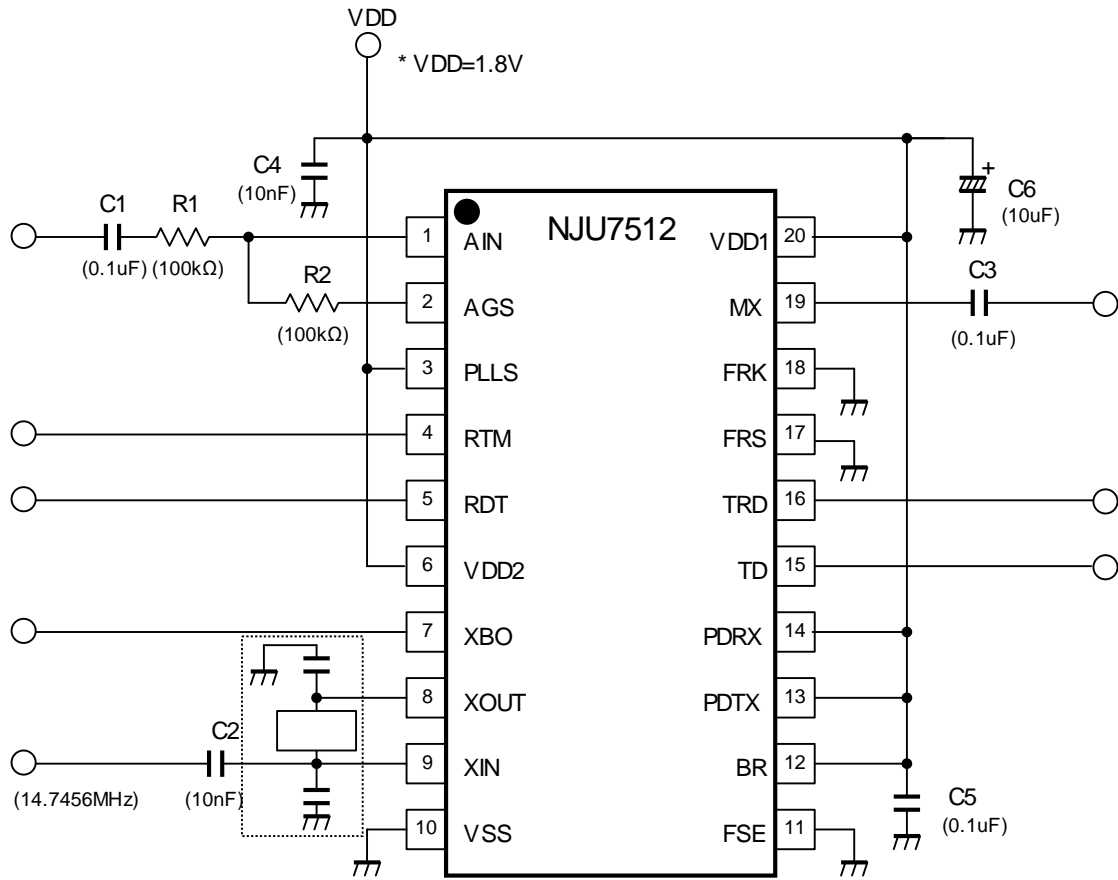 VDD
* VDD=1.8V
C4
(10nF)
C6
(10uF)
C1
(0.1uF)
R1
(100kΩ)
R2
(100kΩ)
NJU7512
1 AIN
2 AGS
3 PLLS
4 RTM
5 RDT
6 VDD2
7 XBO
8 XOUT
9 XIN
10 VSS
VDD1 20
MX 19
FRK 18
FRS 17
TRD 16
TD 15
PDRX 14
PDTX 13
BR 12
FSE 11
C3
(0.1uF)
C2
(10nF)
(14.7456MHz)
C5
(0.1uF)
+